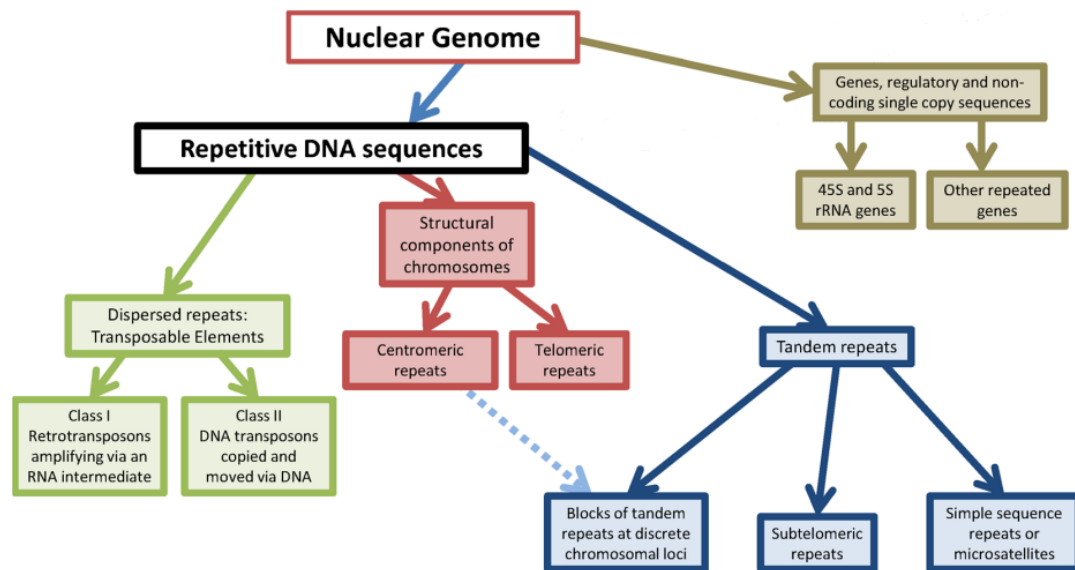 Nuclear Genome
Genes, regulatory and non-
coding single copy sequences
Repetitive DNA sequences
45S and 5S
rRNA genes
Other repeated
genes
Structural
components of
chromosomes
Dispersed repeats:
Transposable Elements
Centromeric
repeats
Telomeric
repeats
Tandem repeats
Class I
Retrotransposons
amplifying via an
RNA intermediate
Class II
DNA transposons
copied and
moved via DNA
Blocks of tandem
repeats at discrete
chromosomal loci
Subtelomeric
repeats
Simple sequence
repeats or
microsatellites